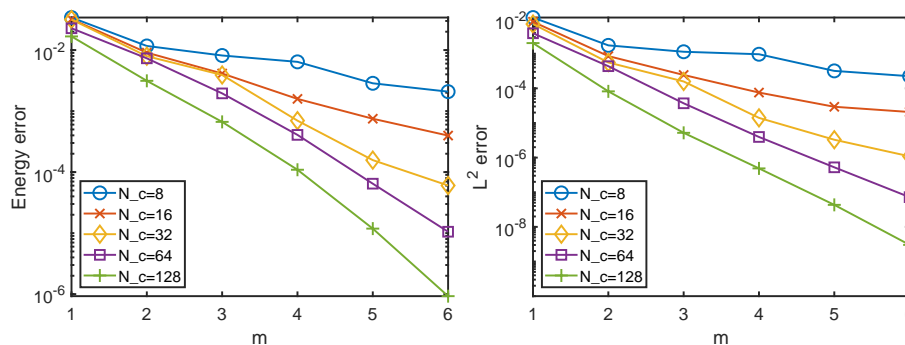 10^-2
10^-4
10^-6
Energy error
N_c=8
N_c=16
N_c=32
N_c=64
N_c=128
1 2 3 4 5 6
m
10^-2
10^-4
10^-6
10^-8
L^2 error
N_c=8
N_c=16
N_c=32
N_c=64
N_c=128
1 2 3 4 5
m